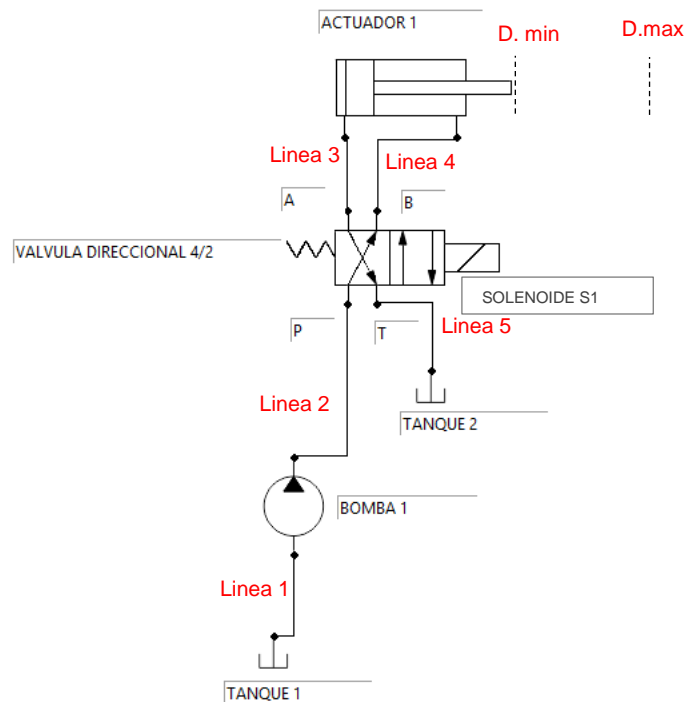 ACTUADOR 1
D. min
D.max
Linea 3
Linea 4
A
B
VALVULA DIRECCIONAL 4/2
SOLENOIDE S1
P
T
Linea 5
Linea 2
TANQUE 2
BOMBA 1
Linea 1
TANQUE 1